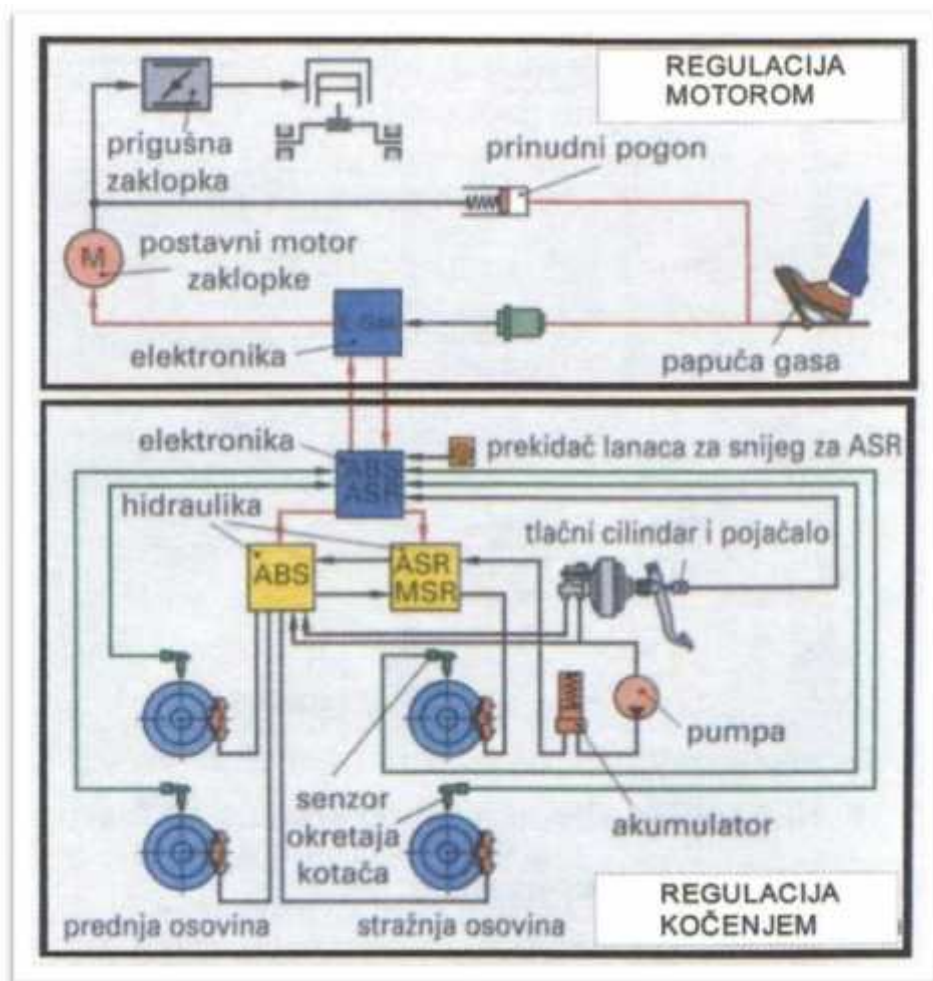 REGULACIJA
MOTOROM
prigušna
zaklopka
prinudni pogon
M
postavni motor
zaklopke
elektronika
papuča gasa
elektronika
ABS
ASR
prekidač lanaca za snijeg za ASR
hidraulika
tlačni cilindar i pojačalo
ABS
ASR
MSR
pumpa
senzor
okretaja
kotača
akumulator
prednja osovina
stražnja osovina
REGULACIJA
KOČENJEM